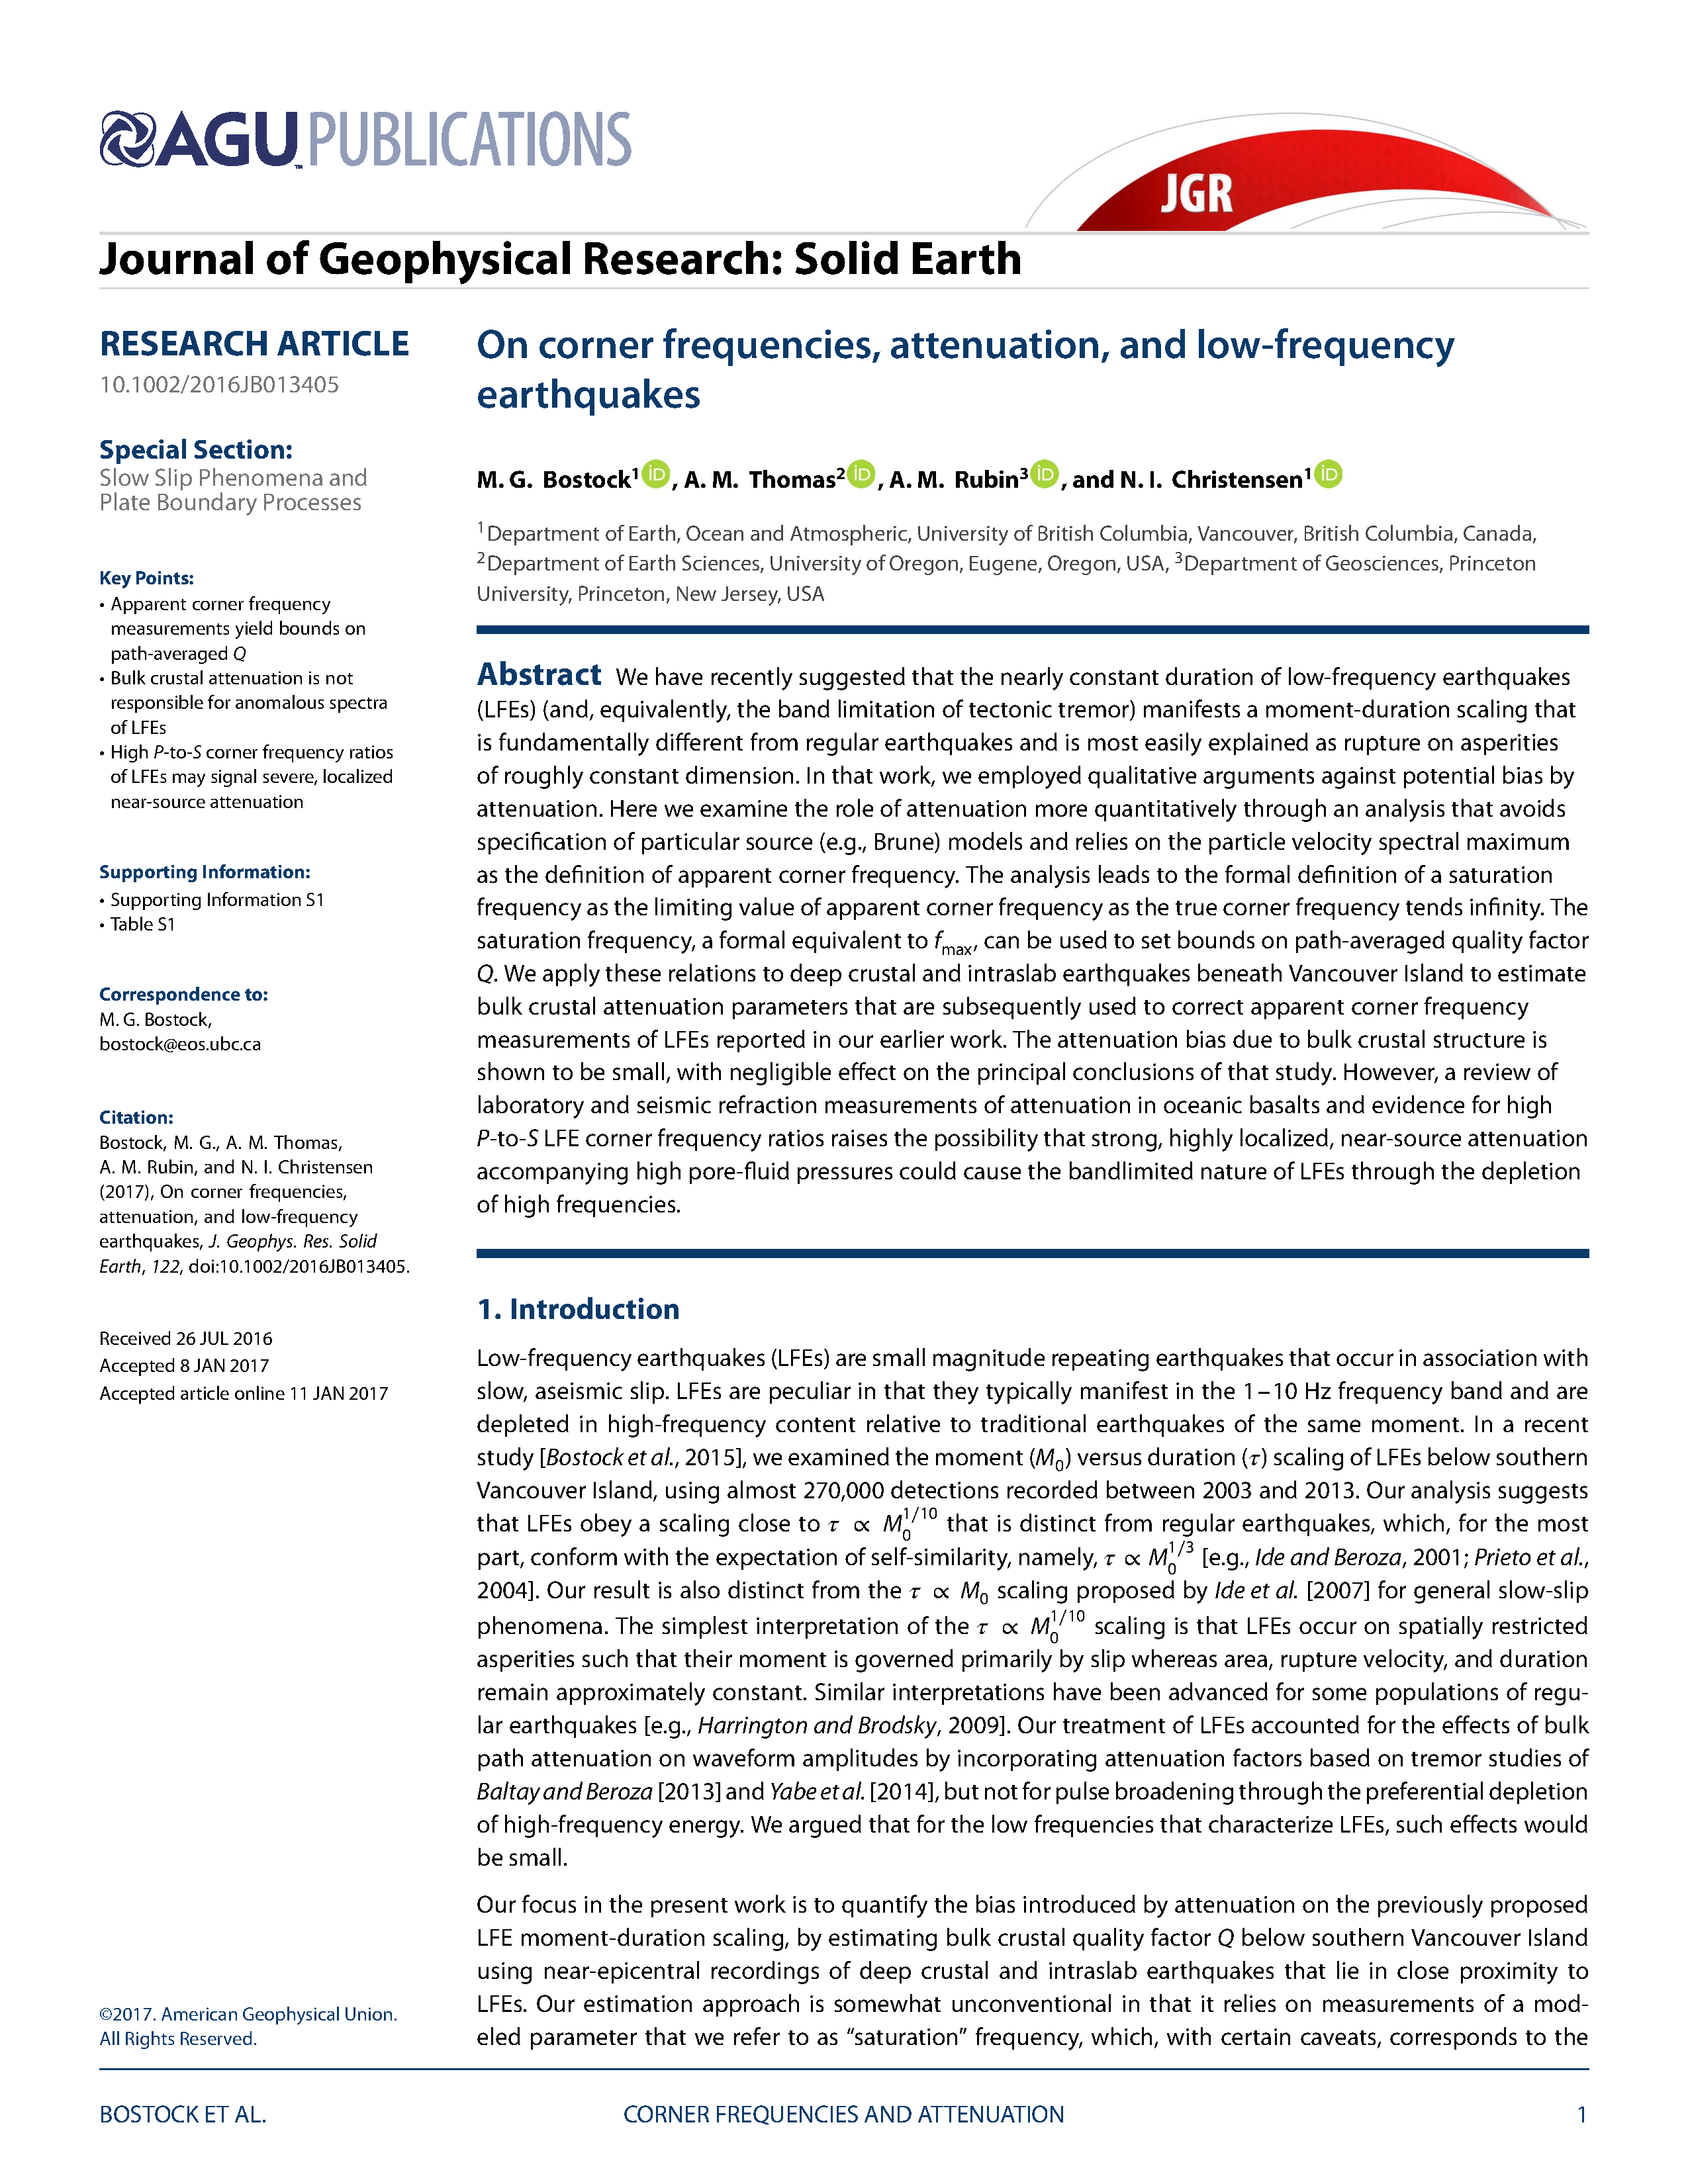 AGU PUBLICATIONS
JGR
Journal of Geophysical Research: Solid Earth
RESEARCH ARTICLE
10.1002/2016JB013405
Special Section:
Slow Slip Phenomena and
Plate Boundary Processes
Key Points:
• Apparent corner frequency
measurements yield bounds on
path-averaged Q
• Bulk crustal attenuation is not
responsible for anomalous spectra
of LFEs
• High P-to-S corner frequency ratios
of LFEs may signal severe, localized
near-source attenuation
Supporting Information:
• Supporting Information S1
• Table S1
Correspondence to:
M. G. Bostock,
bostock@eos.ubc.ca
Citation:
Bostock, M. G., A. M. Thomas,
A. M. Rubin, and N. I. Christensen
(2017), On corner frequencies,
attenuation, and low-frequency
earthquakes, J. Geophys. Res. Solid
Earth, 122, doi:10.1002/2016JB013405.
Received 26 JUL 2016
Accepted 8 JAN 2017
Accepted article online 11 JAN 2017
©2017. American Geophysical Union.
All Rights Reserved.
On corner frequencies, attenuation, and low-frequency
earthquakes
M. G. Bostock¹ iD, A. M. Thomas² iD, A. M. Rubin³ iD, and N. I. Christensen¹ iD
¹Department of Earth, Ocean and Atmospheric, University of British Columbia, Vancouver, British Columbia, Canada,
²Department of Earth Sciences, University of Oregon, Eugene, Oregon, USA, ³Department of Geosciences, Princeton
University, Princeton, New Jersey, USA
Abstract We have recently suggested that the nearly constant duration of low-frequency earthquakes
(LFEs) (and, equivalently, the band limitation of tectonic tremor) manifests a moment-duration scaling that
is fundamentally different from regular earthquakes and is most easily explained as rupture on asperities
of roughly constant dimension. In that work, we employed qualitative arguments against potential bias by
attenuation. Here we examine the role of attenuation more quantitatively through an analysis that avoids
specification of particular source (e.g., Brune) models and relies on the particle velocity spectral maximum
as the definition of apparent corner frequency. The analysis leads to the formal definition of a saturation
frequency as the limiting value of apparent corner frequency as the true corner frequency tends infinity. The
saturation frequency, a formal equivalent to f_max, can be used to set bounds on path-averaged quality factor
Q. We apply these relations to deep crustal and intraslab earthquakes beneath Vancouver Island to estimate
bulk crustal attenuation parameters that are subsequently used to correct apparent corner frequency
measurements of LFEs reported in our earlier work. The attenuation bias due to bulk crustal structure is
shown to be small, with negligible effect on the principal conclusions of that study. However, a review of
laboratory and seismic refraction measurements of attenuation in oceanic basalts and evidence for high
P-to-S LFE corner frequency ratios raises the possibility that strong, highly localized, near-source attenuation
accompanying high pore-fluid pressures could cause the bandlimited nature of LFEs through the depletion
of high frequencies.
1. Introduction
Low-frequency earthquakes (LFEs) are small magnitude repeating earthquakes that occur in association with
slow, aseismic slip. LFEs are peculiar in that they typically manifest in the 1–10 Hz frequency band and are
depleted in high-frequency content relative to traditional earthquakes of the same moment. In a recent
study [Bostock et al., 2015], we examined the moment (M₀) versus duration (τ) scaling of LFEs below southern
Vancouver Island, using almost 270,000 detections recorded between 2003 and 2013. Our analysis suggests
that LFEs obey a scaling close to τ ∝ M₀^1/10 that is distinct from regular earthquakes, which, for the most
part, conform with the expectation of self-similarity, namely, τ ∝ M₀^1/3 [e.g., Ide and Beroza, 2001; Prieto et al.,
2004]. Our result is also distinct from the τ ∝ M₀ scaling proposed by Ide et al. [2007] for general slow-slip
phenomena. The simplest interpretation of the τ ∝ M₀^1/10 scaling is that LFEs occur on spatially restricted
asperities such that their moment is governed primarily by slip whereas area, rupture velocity, and duration
remain approximately constant. Similar interpretations have been advanced for some populations of regu-
lar earthquakes [e.g., Harrington and Brodsky, 2009]. Our treatment of LFEs accounted for the effects of bulk
path attenuation on waveform amplitudes by incorporating attenuation factors based on tremor studies of
Baltay and Beroza [2013] and Yabe et al. [2014], but not for pulse broadening through the preferential depletion
of high-frequency energy. We argued that for the low frequencies that characterize LFEs, such effects would
be small.
Our focus in the present work is to quantify the bias introduced by attenuation on the previously proposed
LFE moment-duration scaling, by estimating bulk crustal quality factor Q below southern Vancouver Island
using near-epicentral recordings of deep crustal and intraslab earthquakes that lie in close proximity to
LFEs. Our estimation approach is somewhat unconventional in that it relies on measurements of a mod-
eled parameter that we refer to as “saturation” frequency, which, with certain caveats, corresponds to the
BOSTOCK ET AL.
CORNER FREQUENCIES AND ATTENUATION
1